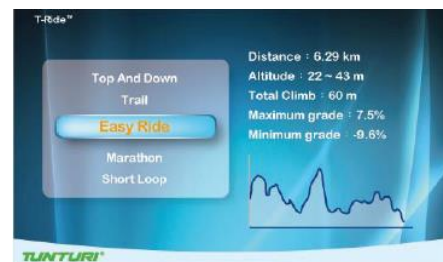 T-Ride™
Top And Down
Trail
Easy Ride
Marathon
Short Loop
Distance : 6.29 km
Altitude : 22 ~ 43 m
Total Climb : 60 m
Maximum grade : 7.5%
Minimum grade : -9.6%
TUNTURI®